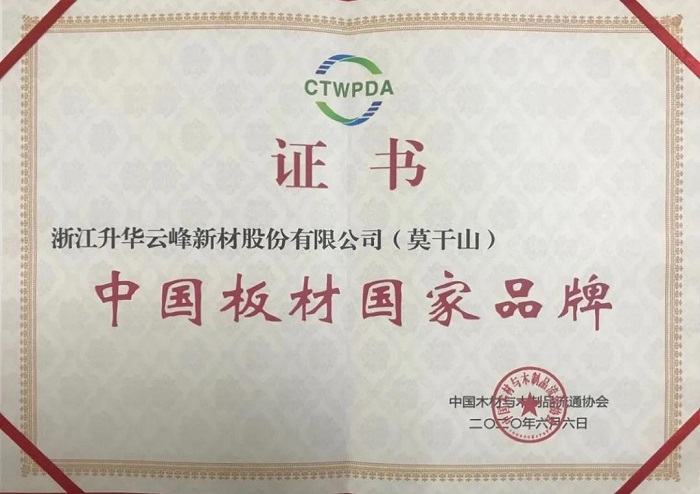 CTWPDA
证书
浙江升华云峰新材股份有限公司（莫干山）
中国板材国家品牌
中国木材与木制品流通协会
二〇二〇年六月六日